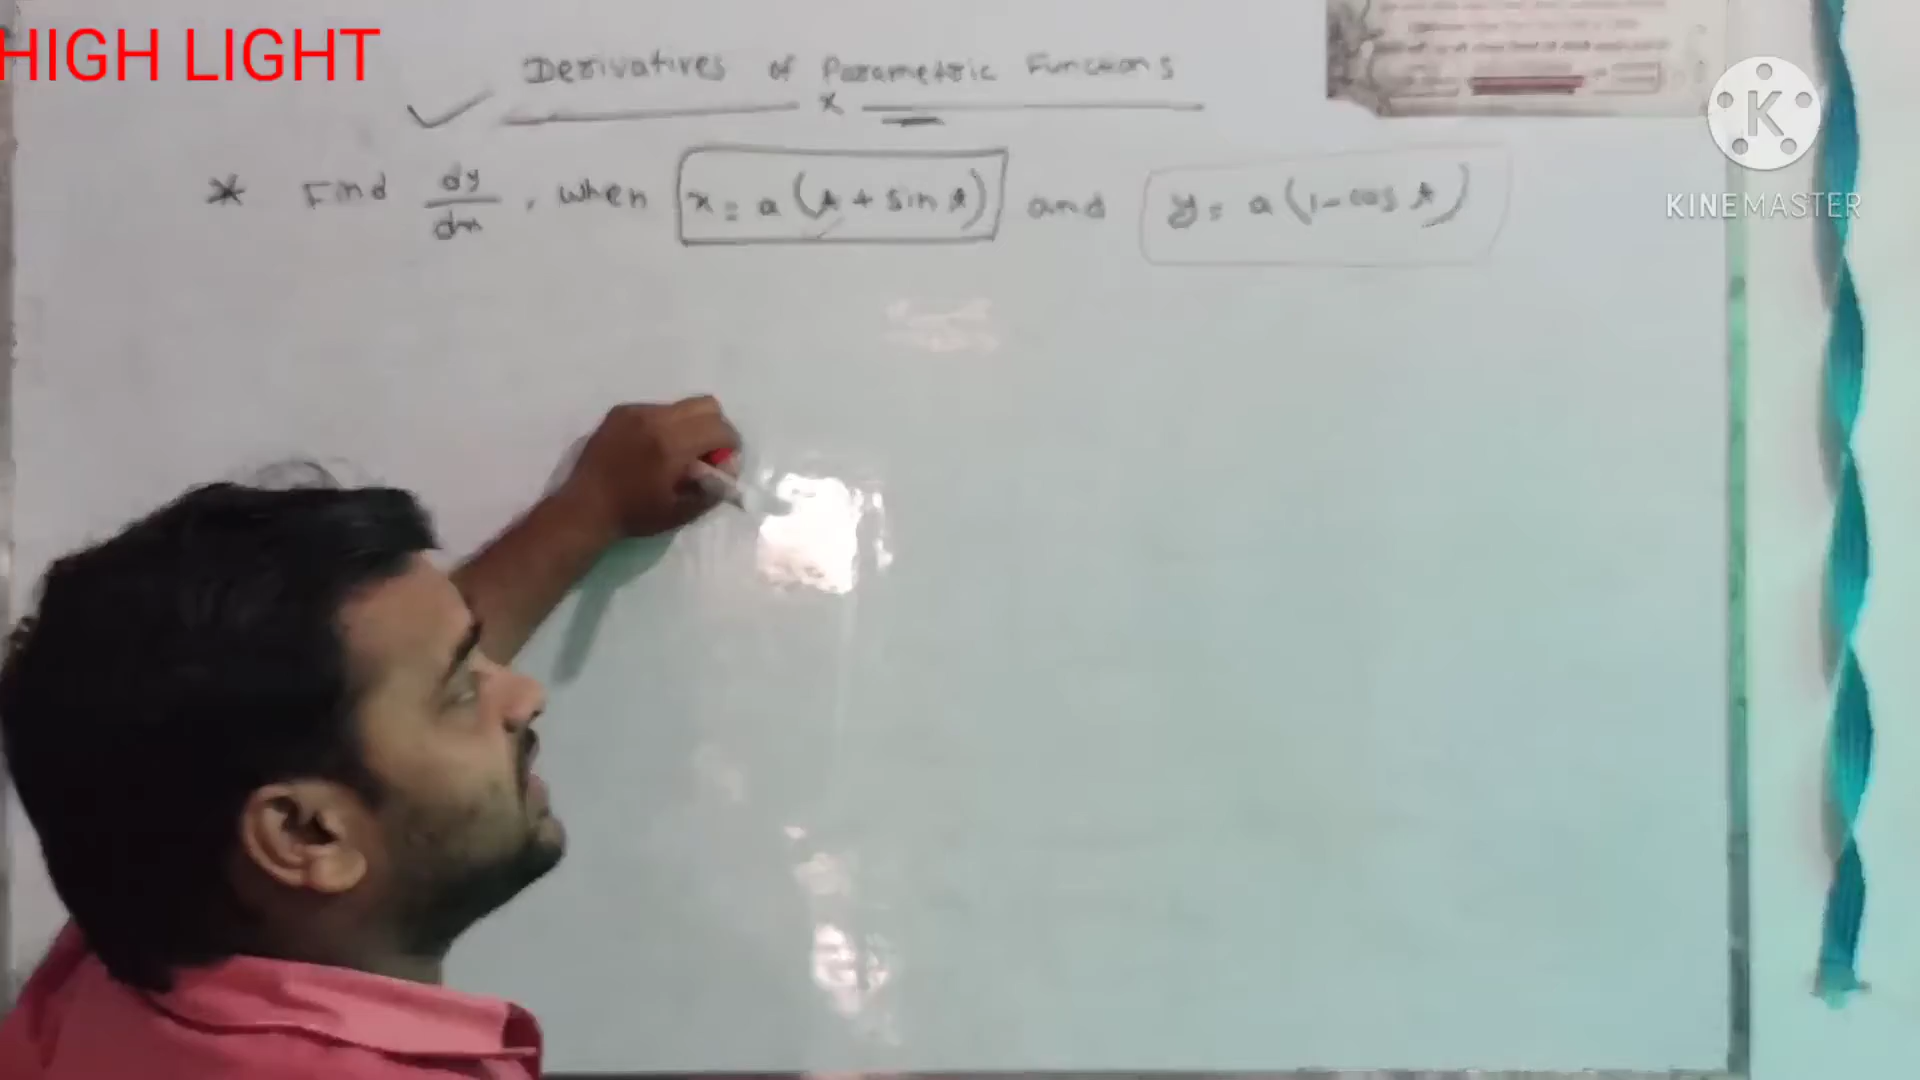 HIGH LIGHT
Derivatives of Parametric Functions
x
* Find dy/dx, when x = a(t + sin t) and y = a(1 - cos t)
K
KINEMASTER